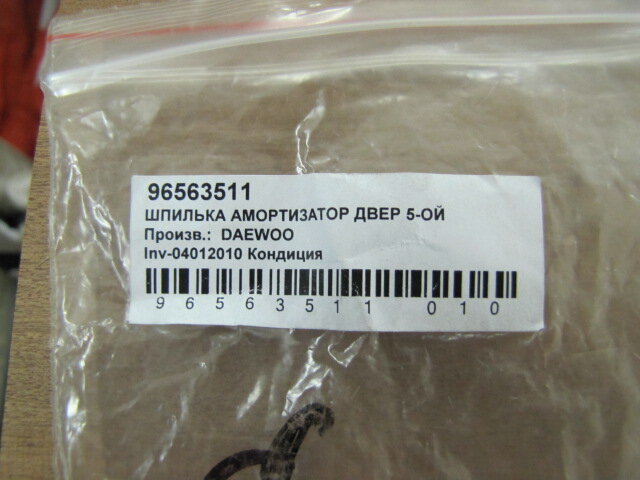 96563511
ШПИЛЬКА АМОРТИЗАТОР ДВЕР 5-ОЙ
Произв.: DAEWOO
Inv-04012010 Кондиция
96563511 010